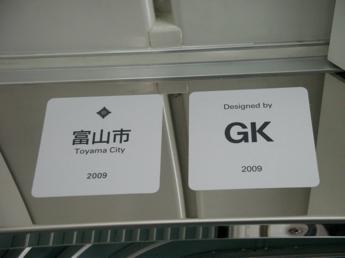 富山市
Toyama City
2009
Designed by
GK
2009